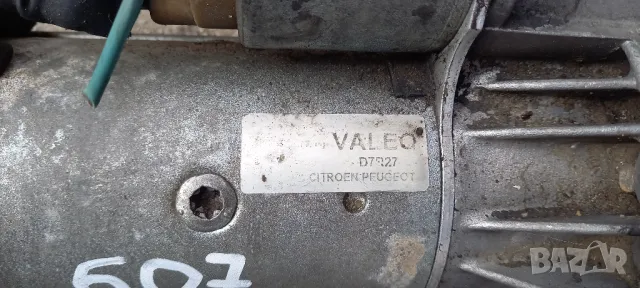 VALEO
D7R27
CITROEN PEUGEOT
607
BAZAR